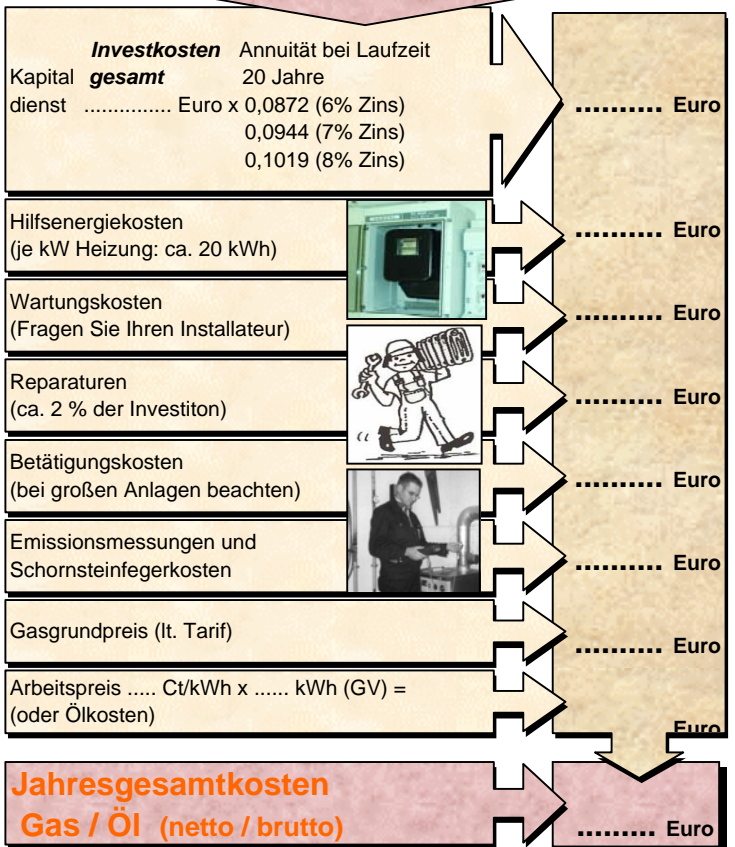 Investkosten Annuität bei Laufzeit
Kapital gesamt 20 Jahre
dienst ............... Euro x 0,0872 (6% Zins)
0,0944 (7% Zins)
0,1019 (8% Zins)
.......... Euro
Hilfsenergiekosten
(je kW Heizung: ca. 20 kWh)
.......... Euro
Wartungskosten
(Fragen Sie Ihren Installateur)
.......... Euro
Reparaturen
(ca. 2 % der Investiton)
.......... Euro
Betätigungskosten
(bei großen Anlagen beachten)
.......... Euro
Emissionsmessungen und
Schornsteinfegerkosten
.......... Euro
Gasgrundpreis (lt. Tarif)
.......... Euro
Arbeitspreis ..... Ct/kWh x ...... kWh (GV) =
(oder Ölkosten)
Euro
Jahresgesamtkosten
Gas / Öl (netto / brutto)
......... Euro